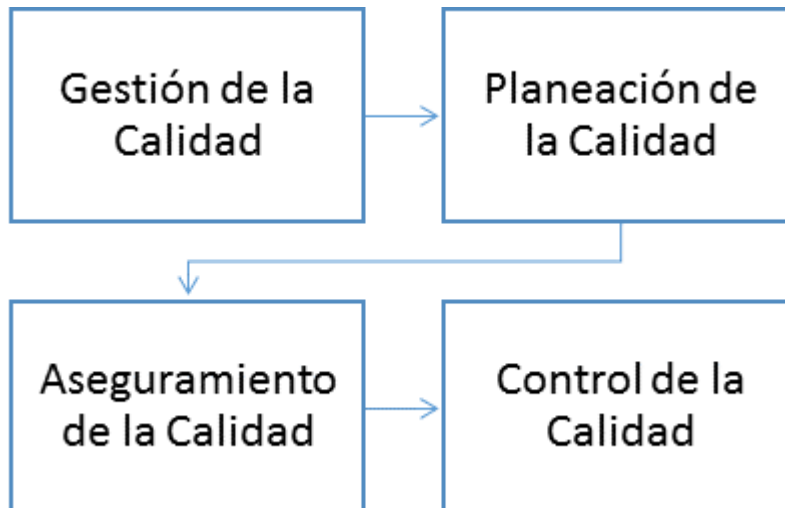 Gestión de la
Calidad
Planeación de
la Calidad
Aseguramiento
de la Calidad
Control de la
Calidad